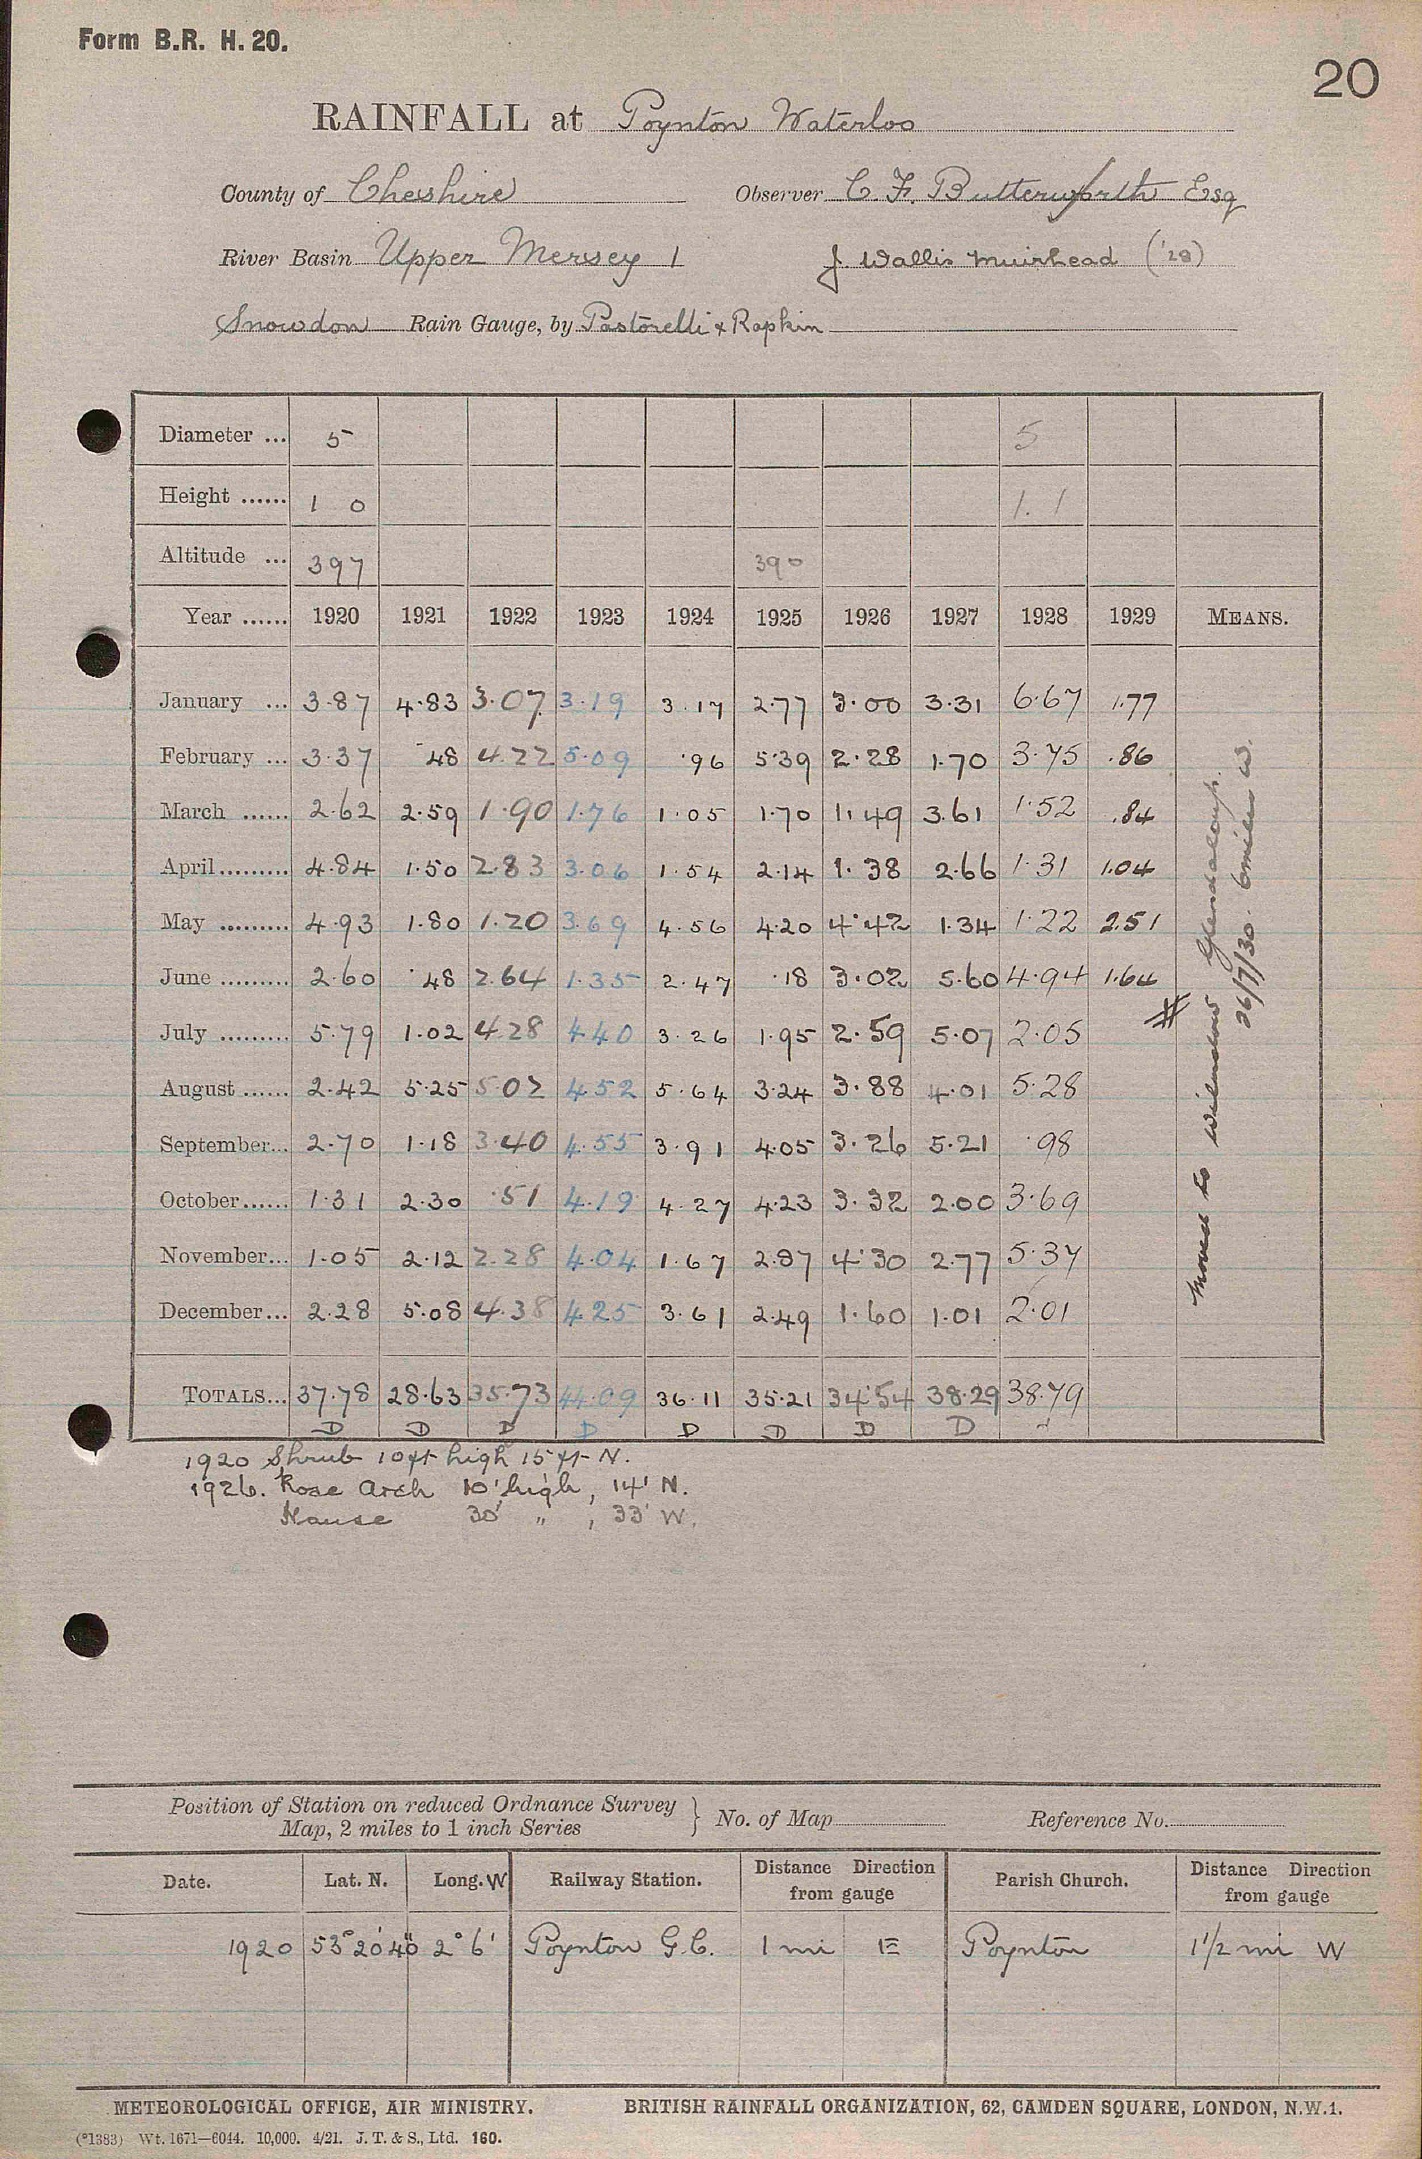 Form B.R. H. 20.
20
RAINFALL at Poynton Waterloo
County of Cheshire Observer C. F. Butterworth Esq
River Basin Upper Mersey 1 J. Wallis Muirhead ('28)
Snowdon Rain Gauge, by Pastorelli & Rapkin
Diameter ... 5 5
Height ...... 1 0 1.1
Altitude ... 397 390
Year ...... 1920 1921 1922 1923 1924 1925 1926 1927 1928 1929 MEANS.
January ... 3.87 4.83 3.07 3.19 3.17 2.77 3.00 3.31 6.67 1.77
February ... 3.37 .48 4.22 5.09 .96 5.39 2.28 1.70 3.75 .86
March ...... 2.62 2.59 1.90 1.76 1.05 1.70 1.49 3.61 1.52 .84
April......... 4.84 1.50 2.83 3.06 1.54 2.14 1.38 2.66 1.31 1.04
May ......... 4.93 1.80 1.20 3.69 4.56 4.20 4.42 1.34 1.22 2.51
June ......... 2.60 .48 2.64 1.35 2.47 .18 3.02 5.60 4.94 1.64
July ......... 5.79 1.02 4.28 4.40 3.26 1.95 2.59 5.07 2.05
August ...... 2.42 5.25 5.02 4.52 5.64 3.24 3.88 4.01 5.28
September... 2.70 1.18 3.40 4.55 3.91 4.05 3.26 5.21 .98
October...... 1.31 2.30 .51 4.19 4.27 4.23 3.32 2.00 3.69
November... 1.05 2.12 2.28 4.04 1.67 2.87 4.30 2.77 5.37
December... 2.28 5.08 4.38 4.25 3.61 2.49 1.60 1.01 2.01
TOTALS... 37.78 28.63 35.73 44.09 36.11 35.21 34.54 38.29 38.79
D D D D D D D D
# Moved to Wilmslow
26/7/30. 6 miles W.
1920 Shrub 10 ft high 15 ft N.
1926. Rose Arch 10' high, 14' N.
House 30' " , 33' W.
Position of Station on reduced Ordnance Survey
Map, 2 miles to 1 inch Series } No. of Map Reference No.
Date. Lat. N. Long. W Railway Station. Distance Direction from gauge Parish Church. Distance Direction from gauge
1920 53° 20' 40" 2° 6' Poynton G.C. 1 mi E Poynton 1 1/2 mi W
METEOROLOGICAL OFFICE, AIR MINISTRY. BRITISH RAINFALL ORGANIZATION, 62, CAMDEN SQUARE, LONDON, N.W.1.
(*1383) Wt. 1671—6044. 10,000. 4/21. J. T. & S., Ltd. 160.